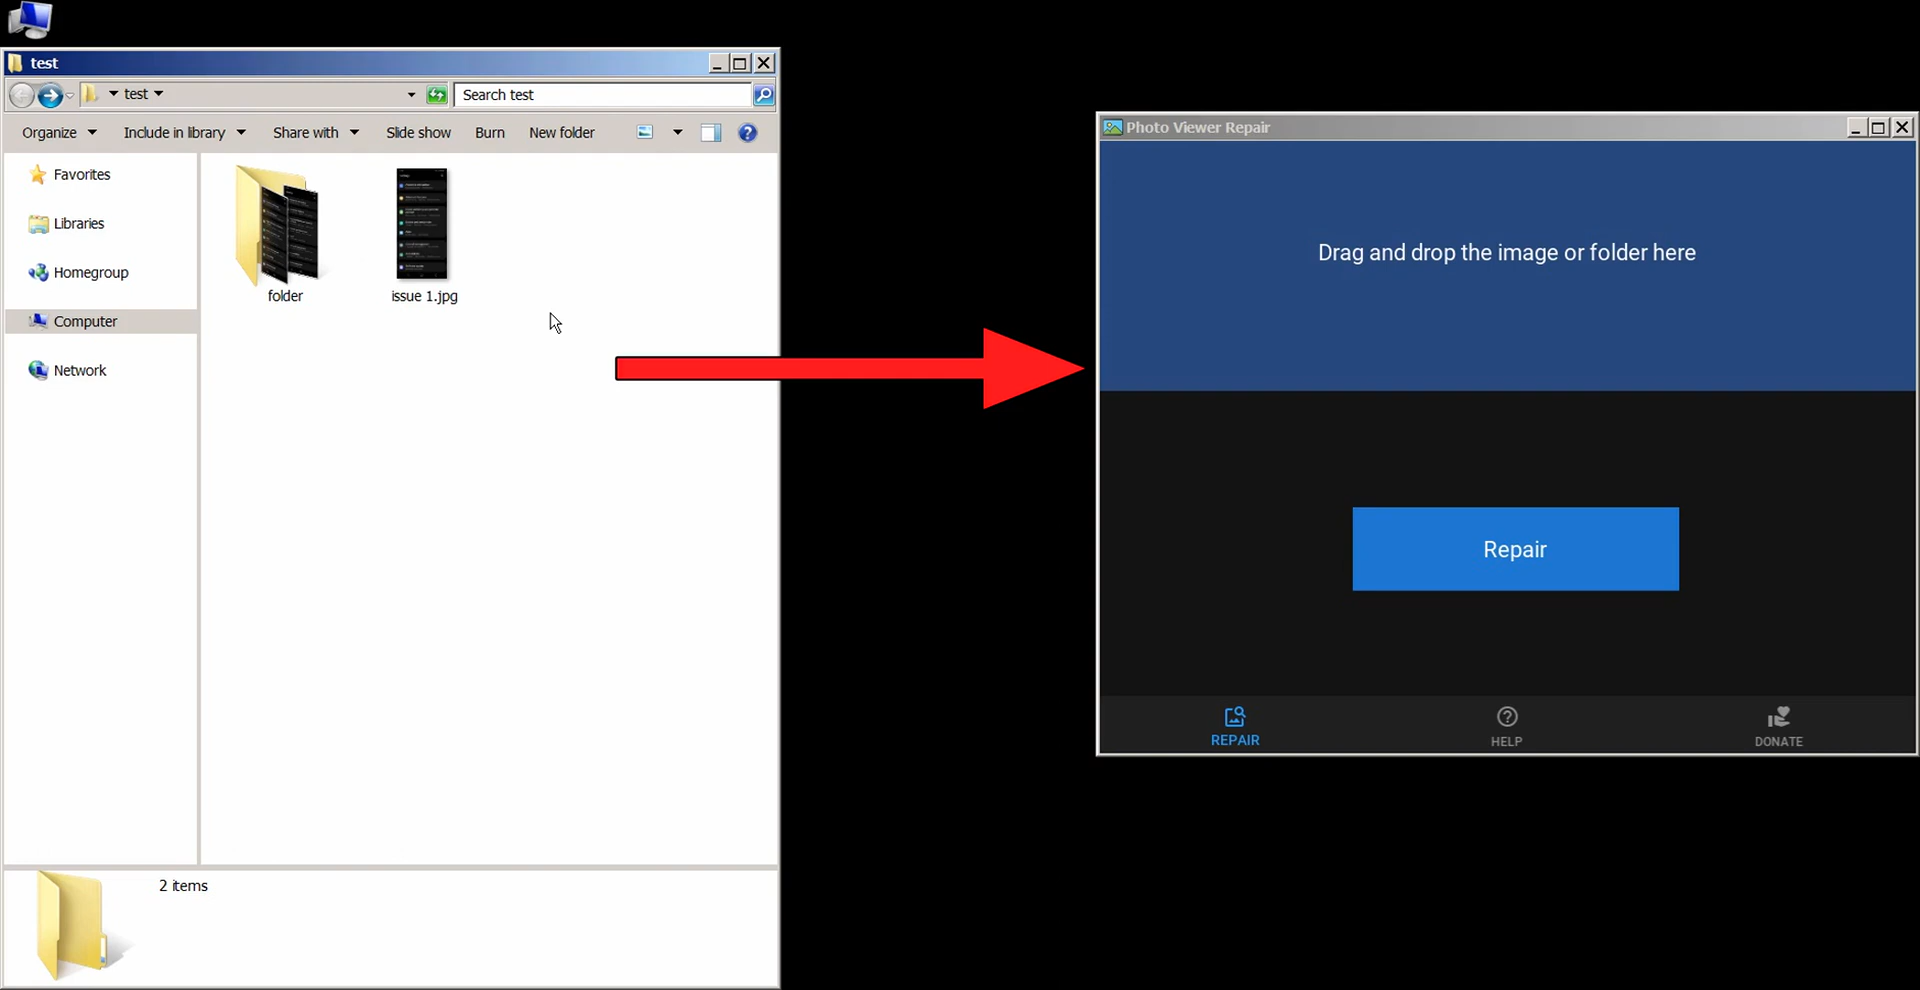 test
test
Search test
Organize
Include in library
Share with
Slide show
Burn
New folder
Favorites
Libraries
Homegroup
Computer
Network
folder
issue 1.jpg
2 items
Photo Viewer Repair
Drag and drop the image or folder here
Repair
REPAIR
HELP
DONATE